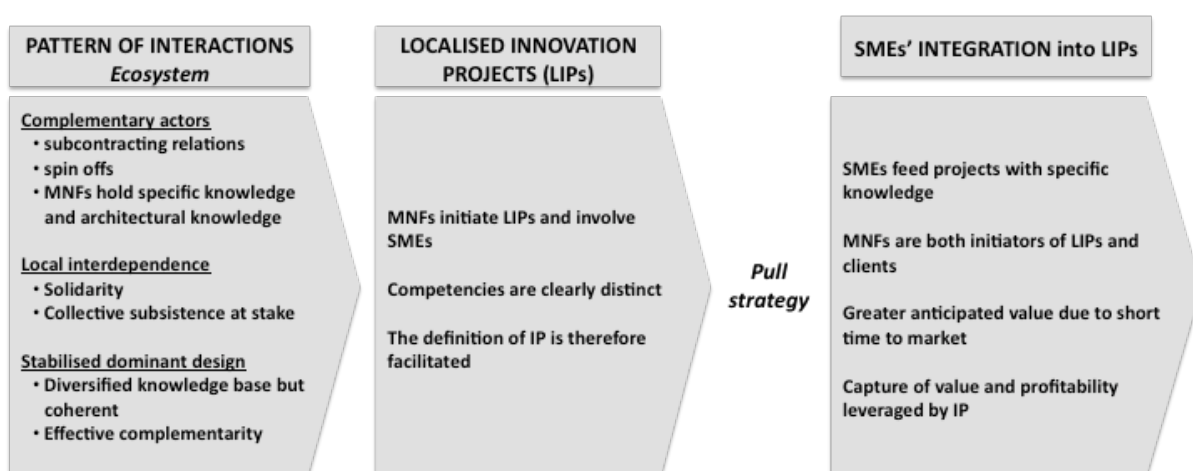 PATTERN OF INTERACTIONS
Ecosystem
Complementary actors
• subcontracting relations
• spin offs
• MNFs hold specific knowledge
and architectural knowledge
Local interdependence
• Solidarity
• Collective subsistence at stake
Stabilised dominant design
• Diversified knowledge base but
coherent
• Effective complementarity
LOCALISED INNOVATION
PROJECTS (LIPs)
MNFs initiate LIPs and involve
SMEs
Competencies are clearly distinct
The definition of IP is therefore
facilitated
Pull
strategy
SMEs' INTEGRATION into LIPs
SMEs feed projects with specific
knowledge
MNFs are both initiators of LIPs and
clients
Greater anticipated value due to short
time to market
Capture of value and profitability
leveraged by IP